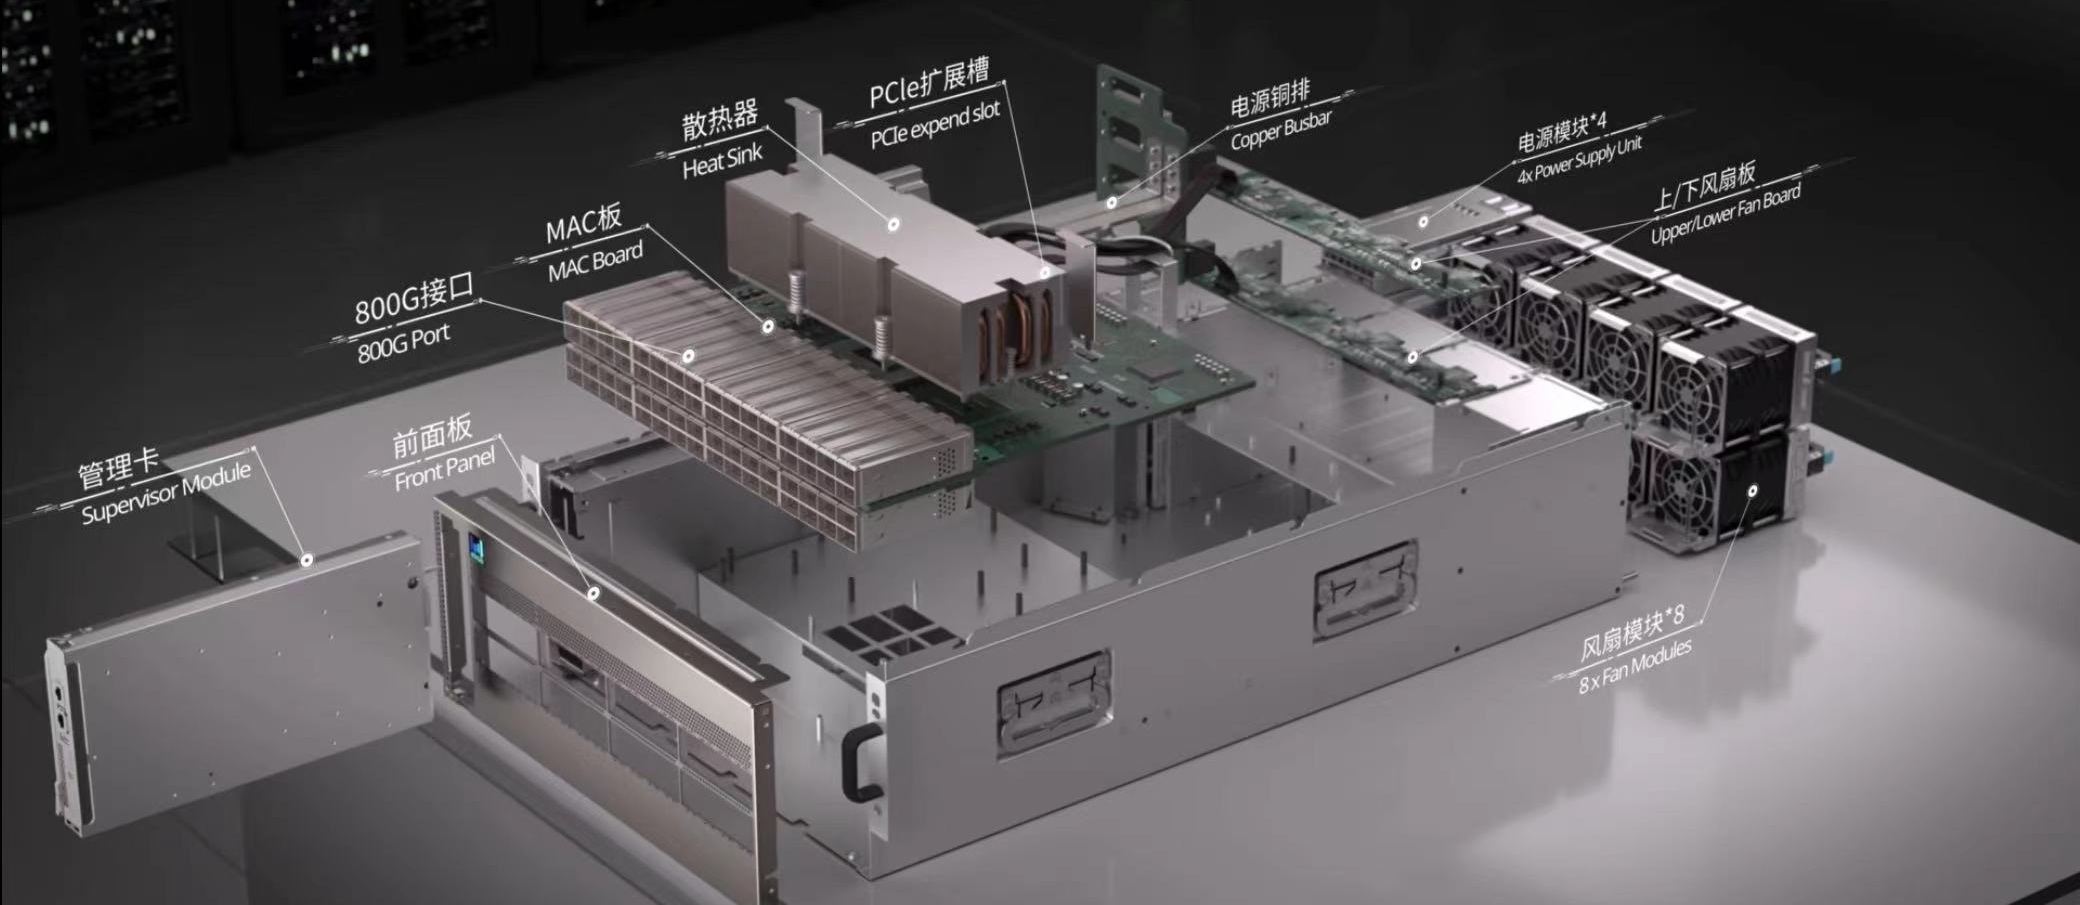 散热器
Heat Sink
PCle扩展槽
PCIe expend slot
电源铜排
Copper Busbar
电源模块*4
4x Power Supply Unit
上/下风扇板
Upper/Lower Fan Board
MAC板
MAC Board
800G接口
800G Port
前面板
Front Panel
管理卡
Supervisor Module
风扇模块*8
8 x Fan Modules